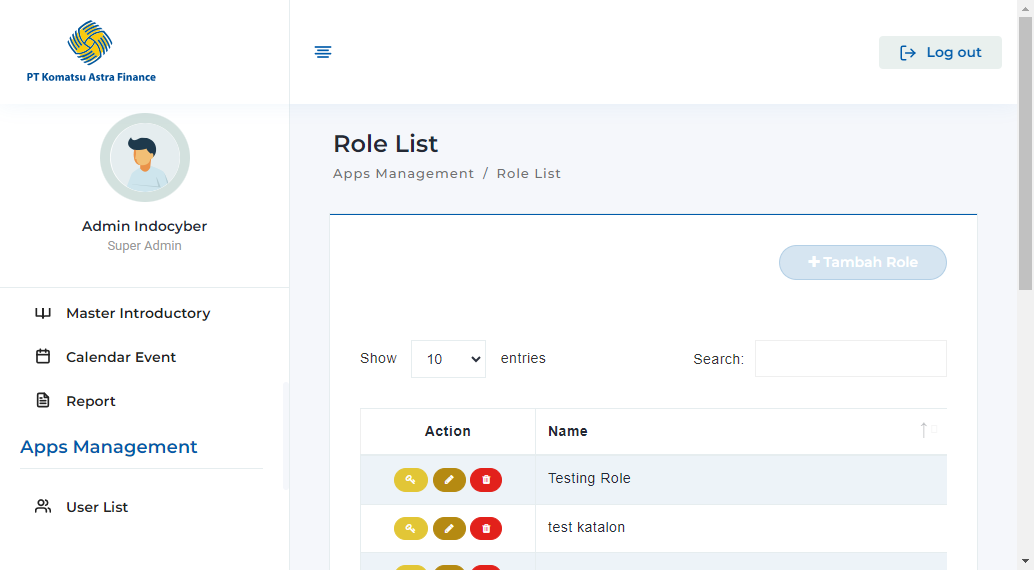 PT Komatsu Astra Finance
Log out
Admin Indocyber
Super Admin
Master Introductory
Calendar Event
Report
Apps Management
User List
Role List
Apps Management / Role List
+ Tambah Role
Show 10 entries
Search:
Action Name
Testing Role
test katalon